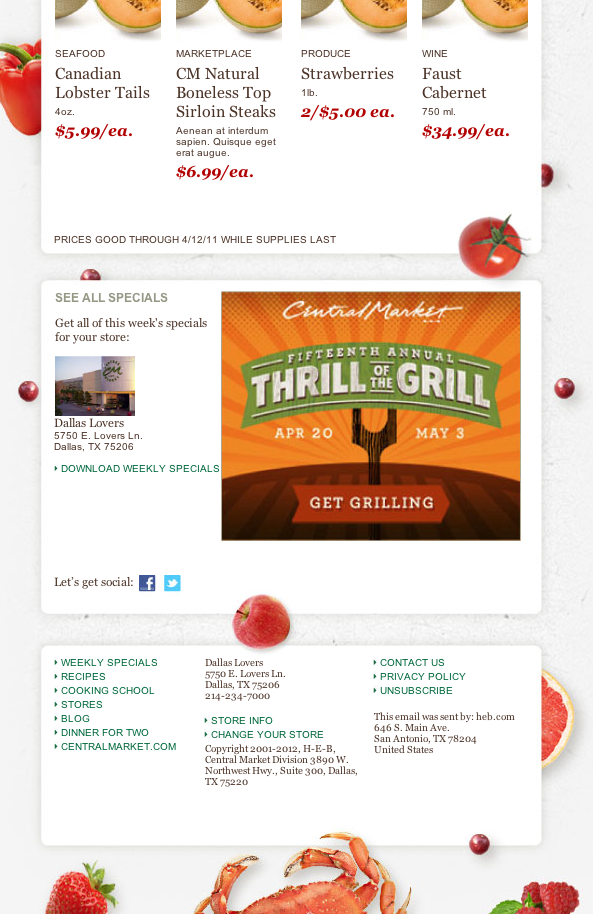 SEAFOOD
Canadian
Lobster Tails
4oz.
$5.99/ea.
MARKETPLACE
CM Natural
Boneless Top
Sirloin Steaks
Aenean at interdum
sapien. Quisque eget
erat augue.
$6.99/ea.
PRODUCE
Strawberries
1lb.
2/$5.00 ea.
WINE
Faust
Cabernet
750 ml.
$34.99/ea.
PRICES GOOD THROUGH 4/12/11 WHILE SUPPLIES LAST
SEE ALL SPECIALS
Get all of this week's specials
for your store:
Dallas Lovers
5750 E. Lovers Ln.
Dallas, TX 75206
DOWNLOAD WEEKLY SPECIALS
Central Market
FIFTEENTH ANNUAL
THRILL OF THE GRILL
APR 20 MAY 3
GET GRILLING
Let's get social:
WEEKLY SPECIALS
RECIPES
COOKING SCHOOL
STORES
BLOG
DINNER FOR TWO
CENTRALMARKET.COM
Dallas Lovers
5750 E. Lovers Ln.
Dallas, TX 75206
214-234-7000
STORE INFO
CHANGE YOUR STORE
Copyright 2001-2012, H-E-B,
Central Market Division 3890 W.
Northwest Hwy., Suite 300, Dallas,
TX 75220
CONTACT US
PRIVACY POLICY
UNSUBSCRIBE
This email was sent by: heb.com
646 S. Main Ave.
San Antonio, TX 78204
United States